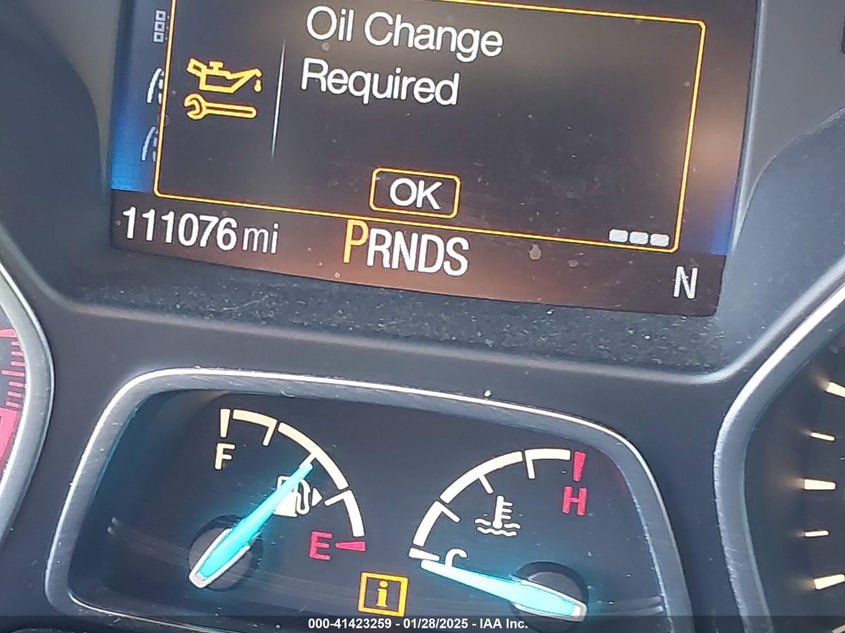 Oil Change
Required
OK
111076 mi PRNDS
N
F
E
C
H
i
000-41423259 - 01/28/2025 - IAA Inc.